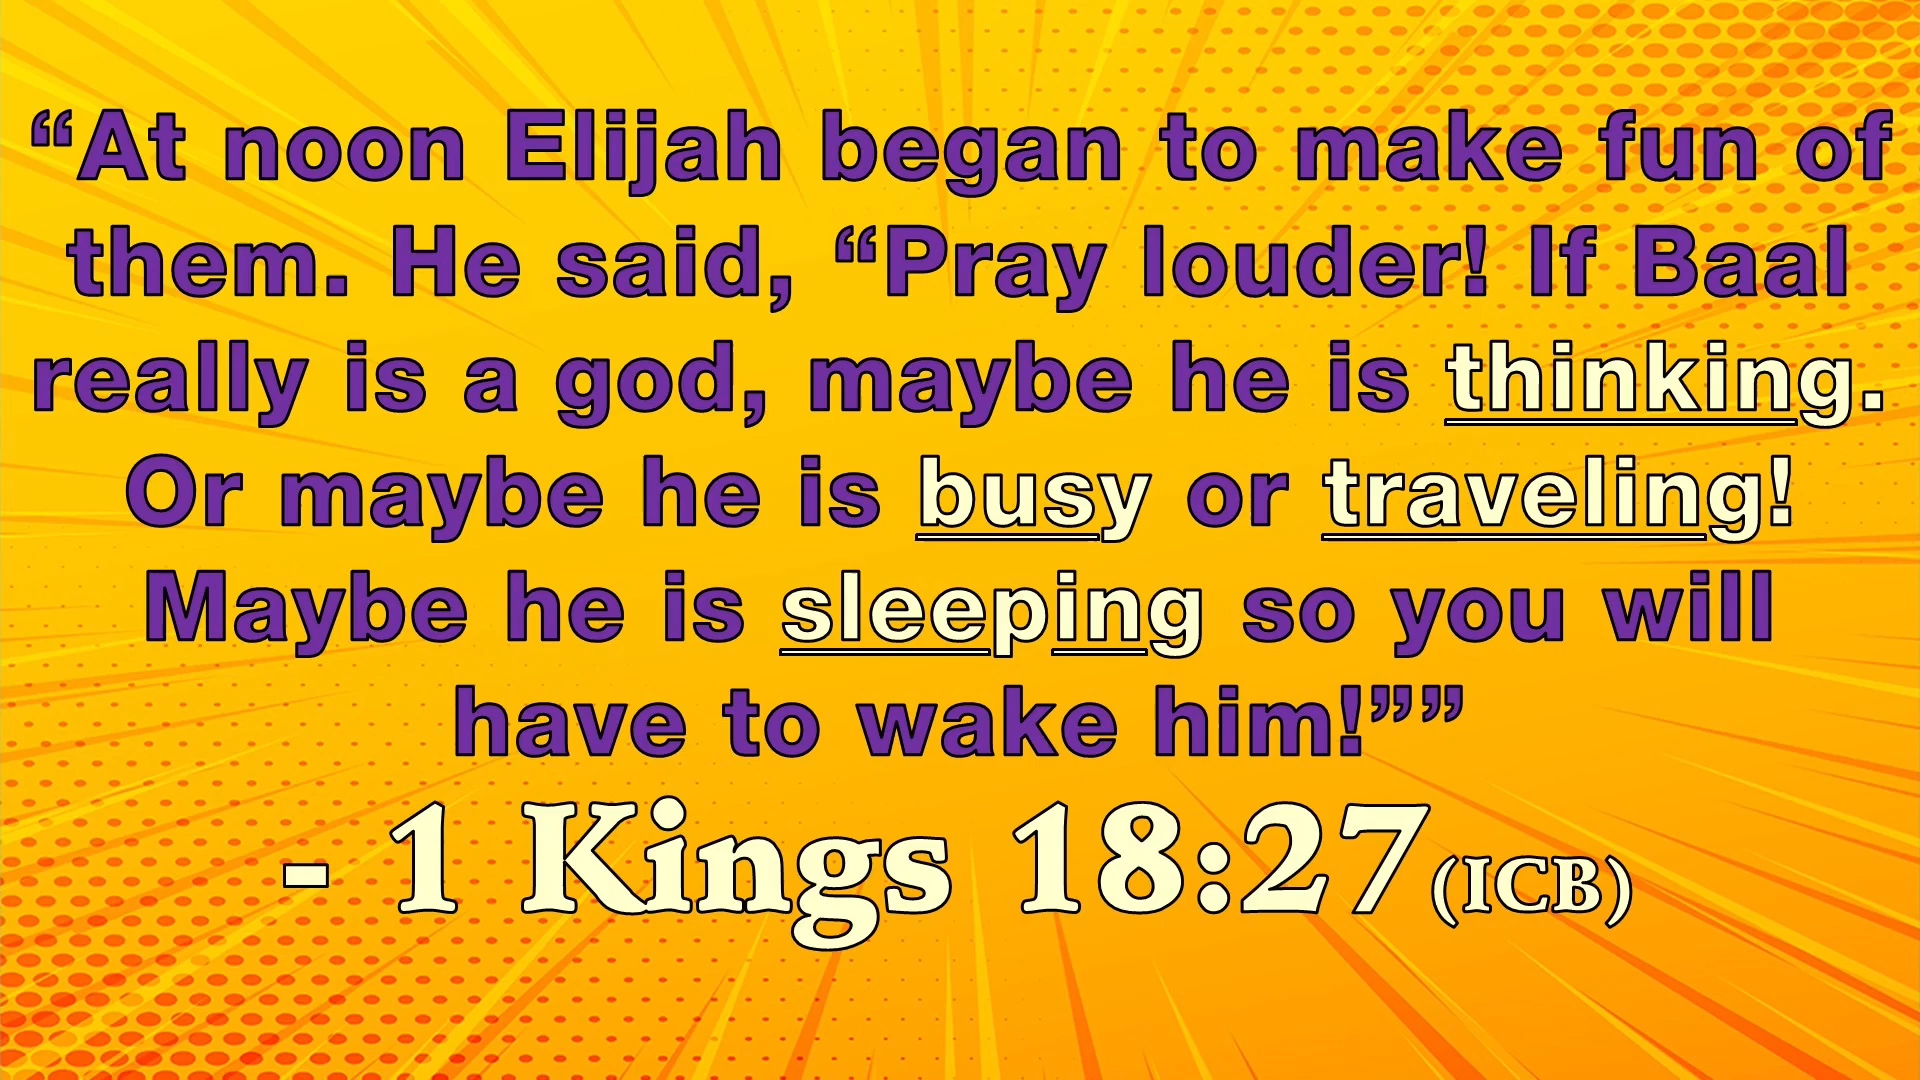 “At noon Elijah began to make fun of
them. He said, “Pray louder! If Baal
really is a god, maybe he is thinking.
Or maybe he is busy or traveling!
Maybe he is sleeping so you will
have to wake him!””
- 1 Kings 18:27(ICB)